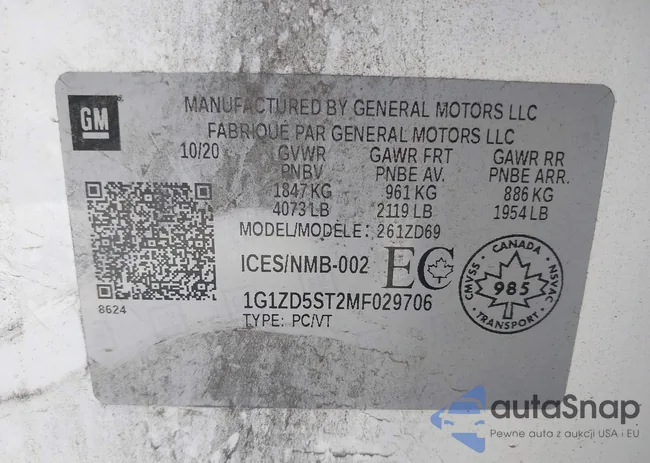 GM
MANUFACTURED BY GENERAL MOTORS LLC
FABRIQUE PAR GENERAL MOTORS LLC
10/20 GVWR GAWR FRT GAWR RR
PNBV PNBE AV. PNBE ARR.
1847 KG 961 KG 886 KG
4073 LB 2119 LB 1954 LB
MODEL/MODELE: 261ZD69
ICES/NMB-002 EC
1G1ZD5ST2MF029706
TYPE: PC/VT
8624
CANADA
CMVSS 985 NSVAC
TRANSPORT
autaSnap
Pewne auta z aukcji USA i EU